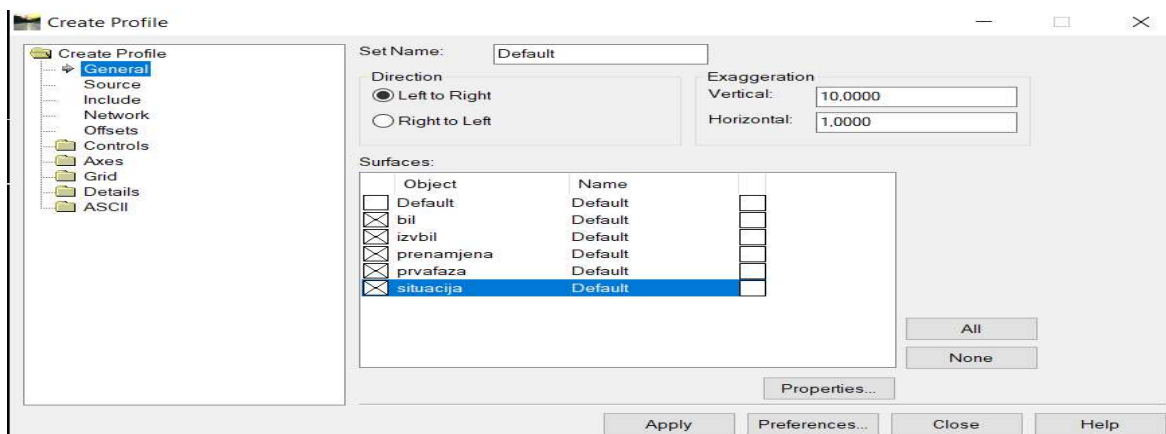 Create Profile
Create Profile
General
Source
Include
Network
Offsets
Controls
Axes
Grid
Details
ASCII
Set Name: Default
Direction
Left to Right
Right to Left
Exaggeration
Vertical: 10,0000
Horizontal: 1,0000
Surfaces:
Object Name
Default Default
bil Default
izvbil Default
prenamjena Default
prvafaza Default
situacija Default
All
None
Properties...
Apply Preferences... Close Help